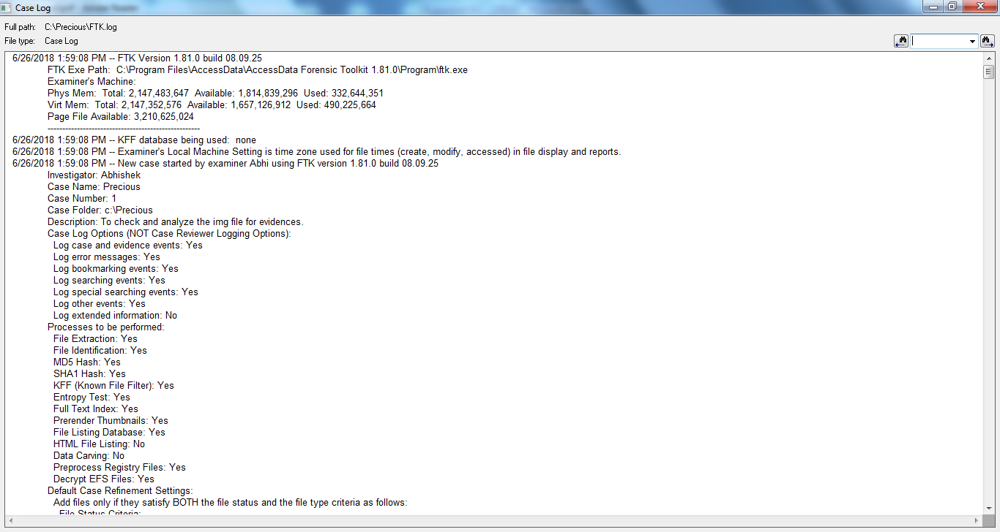 Case Log
Full path: C:\Precious\FTK.log
File type: Case Log
6/26/2018 1:59:08 PM -- FTK Version 1.81.0 build 08.09.25
FTK Exe Path: C:\Program Files\AccessData\AccessData Forensic Toolkit 1.81.0\Program\ftk.exe
Examiner's Machine:
Phys Mem: Total: 2,147,483,647 Available: 1,814,839,296 Used: 332,644,351
Virt Mem: Total: 2,147,352,576 Available: 1,657,126,912 Used: 490,225,664
Page File Available: 3,210,625,024
----------------------------------------------------
6/26/2018 1:59:08 PM -- KFF database being used: none
6/26/2018 1:59:08 PM -- Examiner's Local Machine Setting is time zone used for file times (create, modify, accessed) in file display and reports.
6/26/2018 1:59:08 PM -- New case started by examiner Abhi using FTK version 1.81.0 build 08.09.25
Investigator: Abhishek
Case Name: Precious
Case Number: 1
Case Folder: c:\Precious
Description: To check and analyze the img file for evidences.
Case Log Options (NOT Case Reviewer Logging Options):
Log case and evidence events: Yes
Log error messages: Yes
Log bookmarking events: Yes
Log searching events: Yes
Log special searching events: Yes
Log other events: Yes
Log extended information: No
Processes to be performed:
File Extraction: Yes
File Identification: Yes
MD5 Hash: Yes
SHA1 Hash: Yes
KFF (Known File Filter): Yes
Entropy Test: Yes
Full Text Index: Yes
Prerender Thumbnails: Yes
File Listing Database: Yes
HTML File Listing: No
Data Carving: No
Preprocess Registry Files: Yes
Decrypt EFS Files: Yes
Default Case Refinement Settings:
Add files only if they satisfy BOTH the file status and the file type criteria as follows:
File Status Criteria: